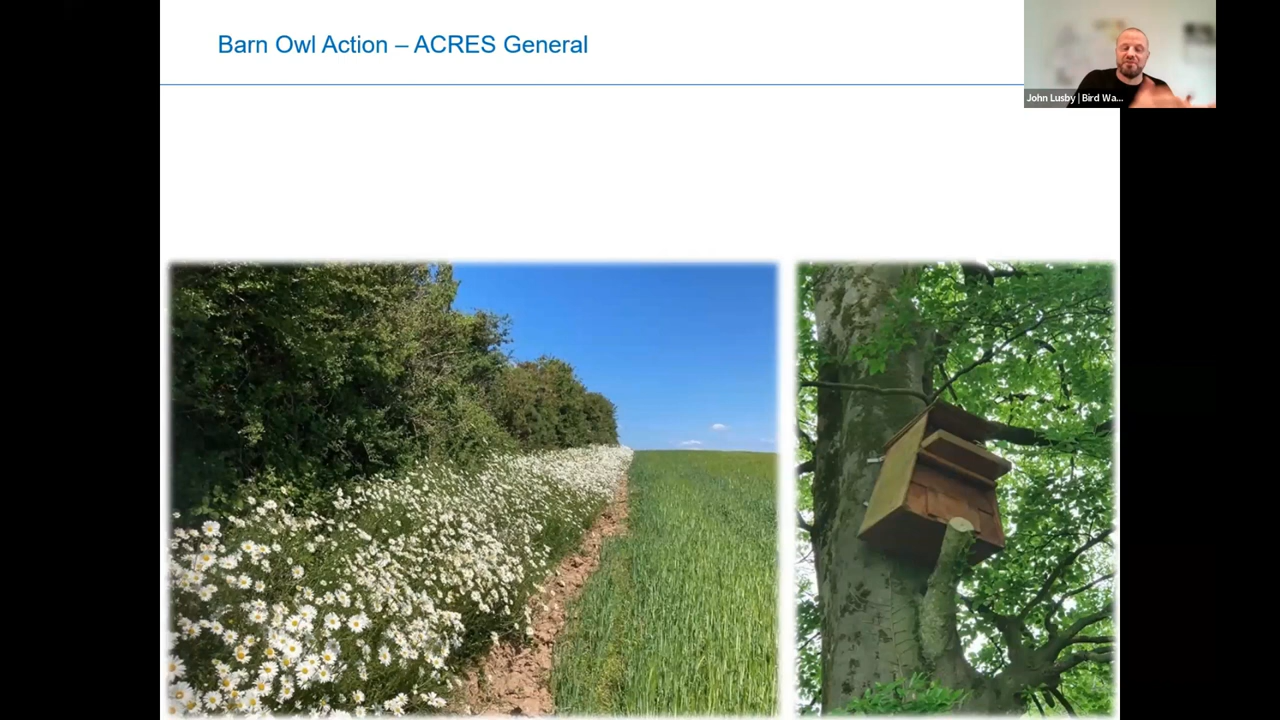 Barn Owl Action – ACRES General
John Lusby | Bird Wa...